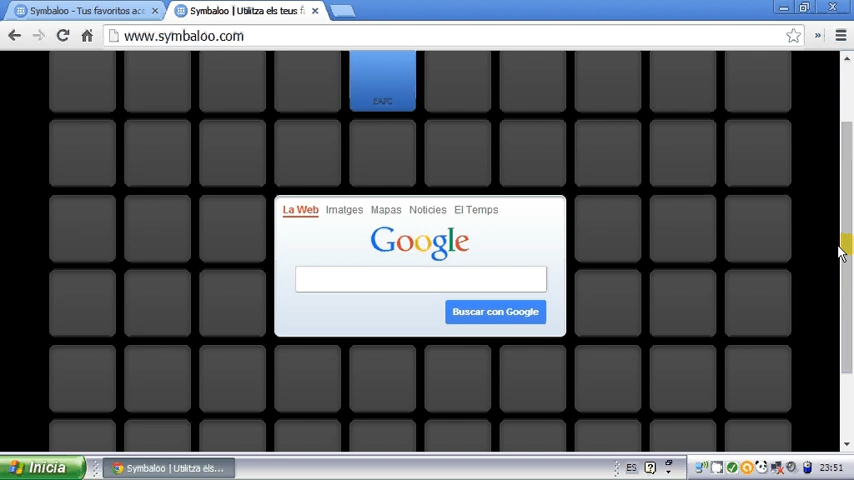 Symbaloo - Tus favoritos acc
Symbaloo | Utilitza els teus f
www.symbaloo.com
La Web Imatges Mapas Noticies El Temps
Google
Buscar con Google
Inicia
Symbaloo | Utilitza els...
ES
23:51